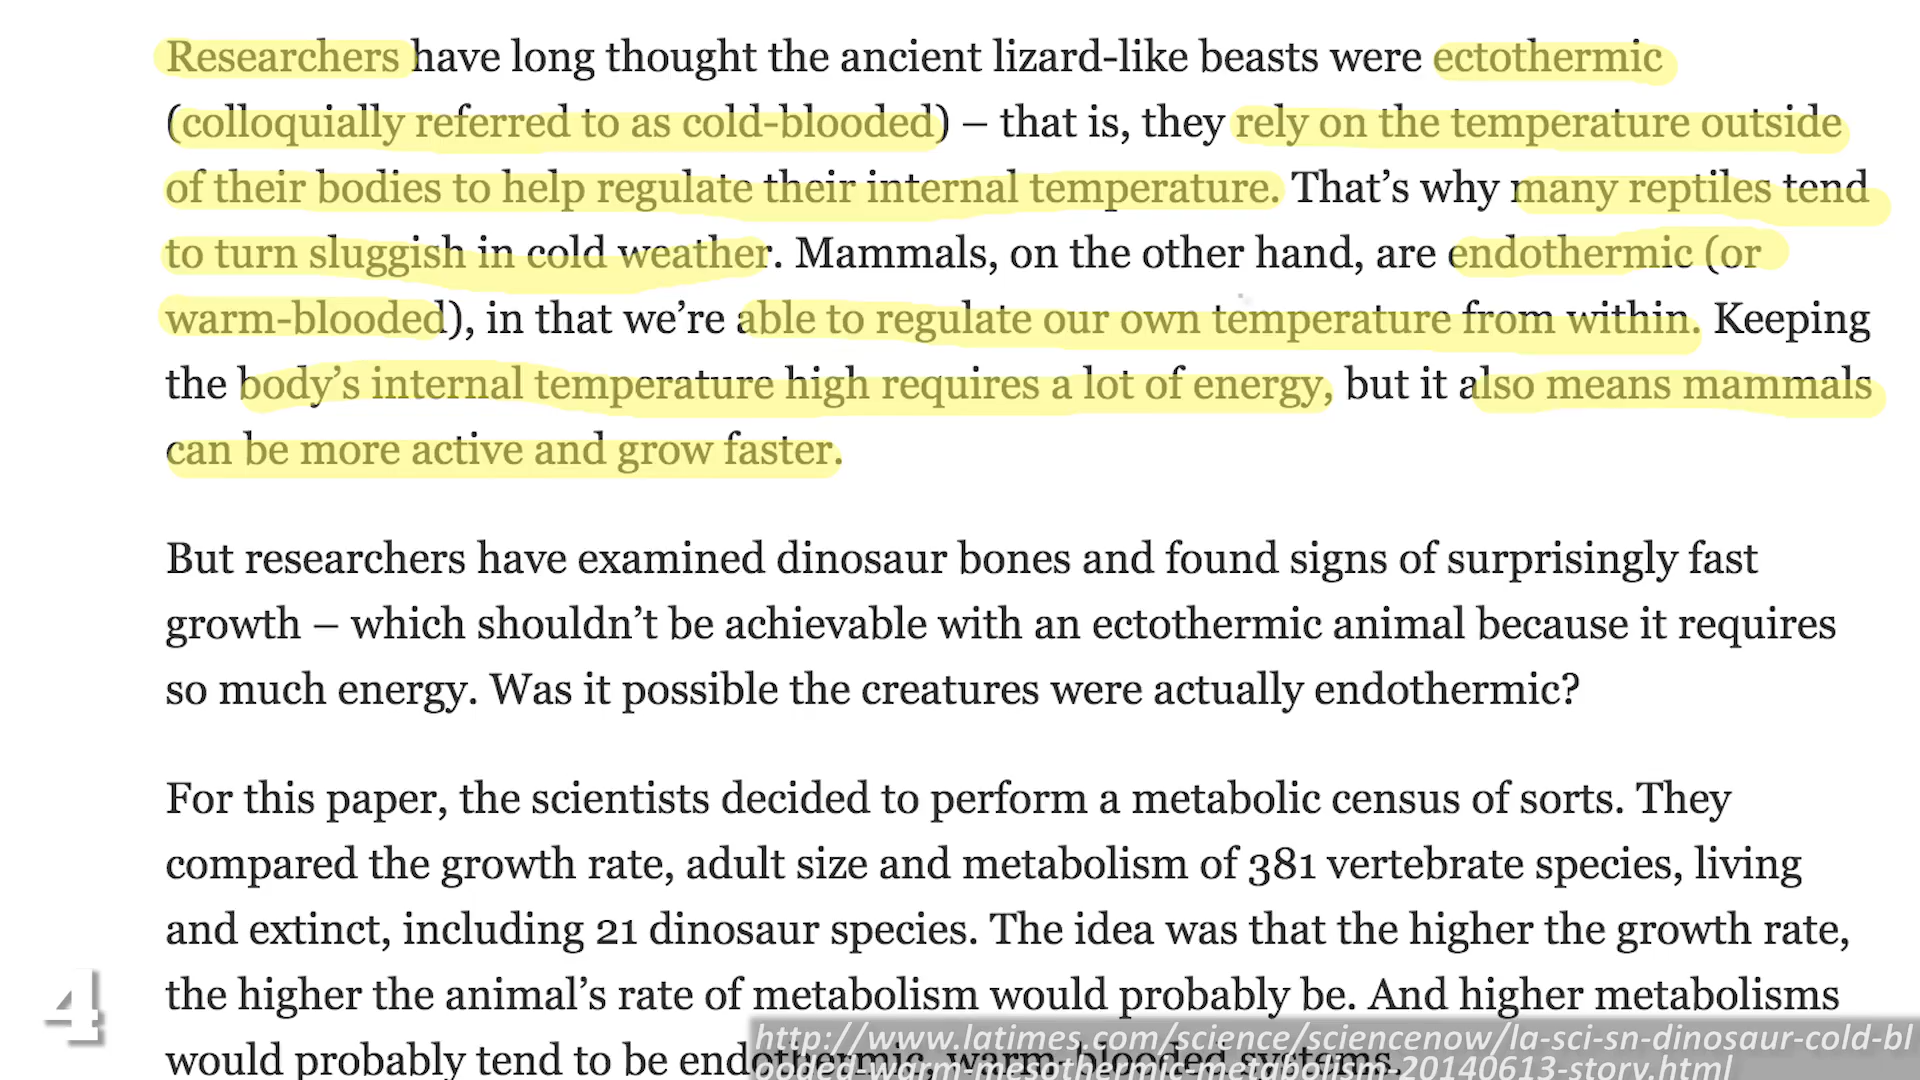 Researchers have long thought the ancient lizard-like beasts were ectothermic
(colloquially referred to as cold-blooded) – that is, they rely on the temperature outside
of their bodies to help regulate their internal temperature. That’s why many reptiles tend
to turn sluggish in cold weather. Mammals, on the other hand, are endothermic (or
warm-blooded), in that we’re able to regulate our own temperature from within. Keeping
the body’s internal temperature high requires a lot of energy, but it also means mammals
can be more active and grow faster.
But researchers have examined dinosaur bones and found signs of surprisingly fast
growth – which shouldn’t be achievable with an ectothermic animal because it requires
so much energy. Was it possible the creatures were actually endothermic?
For this paper, the scientists decided to perform a metabolic census of sorts. They
compared the growth rate, adult size and metabolism of 381 vertebrate species, living
and extinct, including 21 dinosaur species. The idea was that the higher the growth rate,
the higher the animal’s rate of metabolism would probably be. And higher metabolisms
would probably tend to be endothermic, warm-blooded systems.
4
http://www.latimes.com/science/sciencenow/la-sci-sn-dinosaur-cold-bl
ooded-warm-mesothermic-metabolism-20140613-story.html